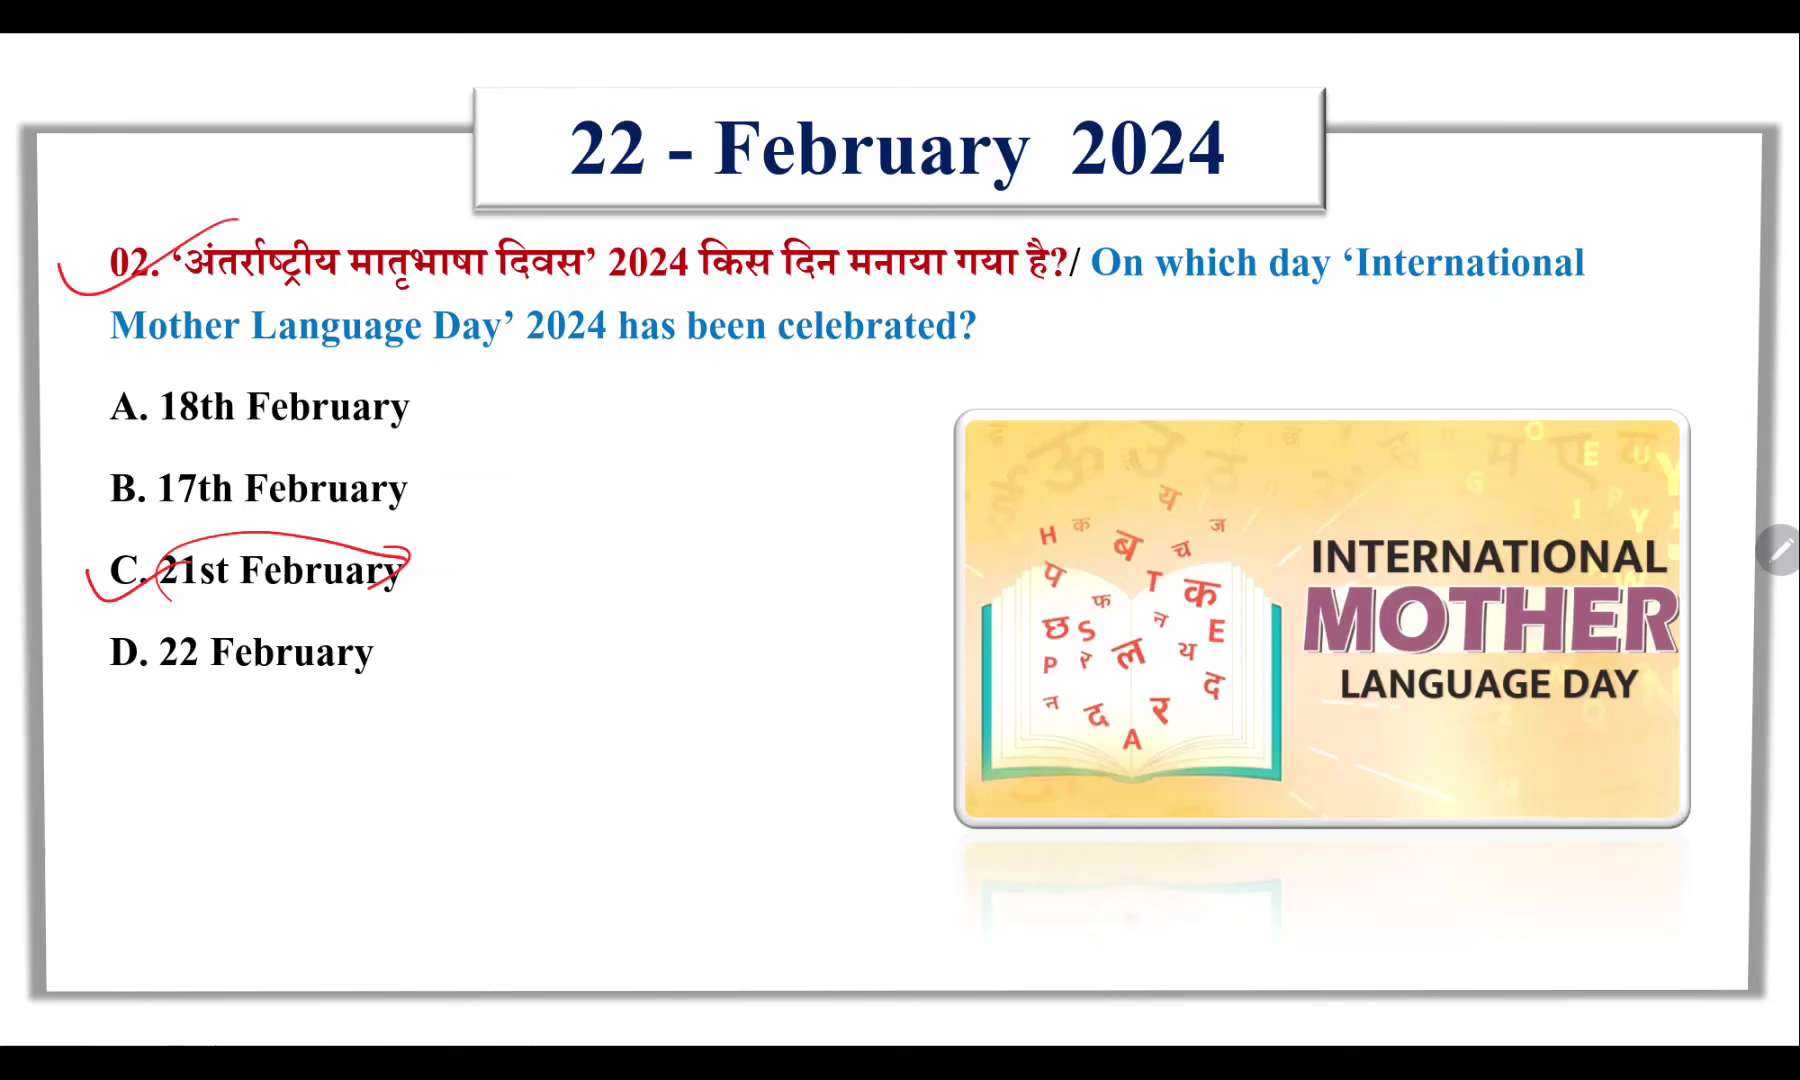 22 - February 2024
02. ‘अंतर्राष्ट्रीय मातृभाषा दिवस’ 2024 किस दिन मनाया गया है?/ On which day ‘International
Mother Language Day’ 2024 has been celebrated?
A. 18th February
B. 17th February
C. 21st February
D. 22 February
INTERNATIONAL
MOTHER
LANGUAGE DAY
य
H क ब च ज
प T क
फ
छ S न E
P र ल थ
द
न द र
A